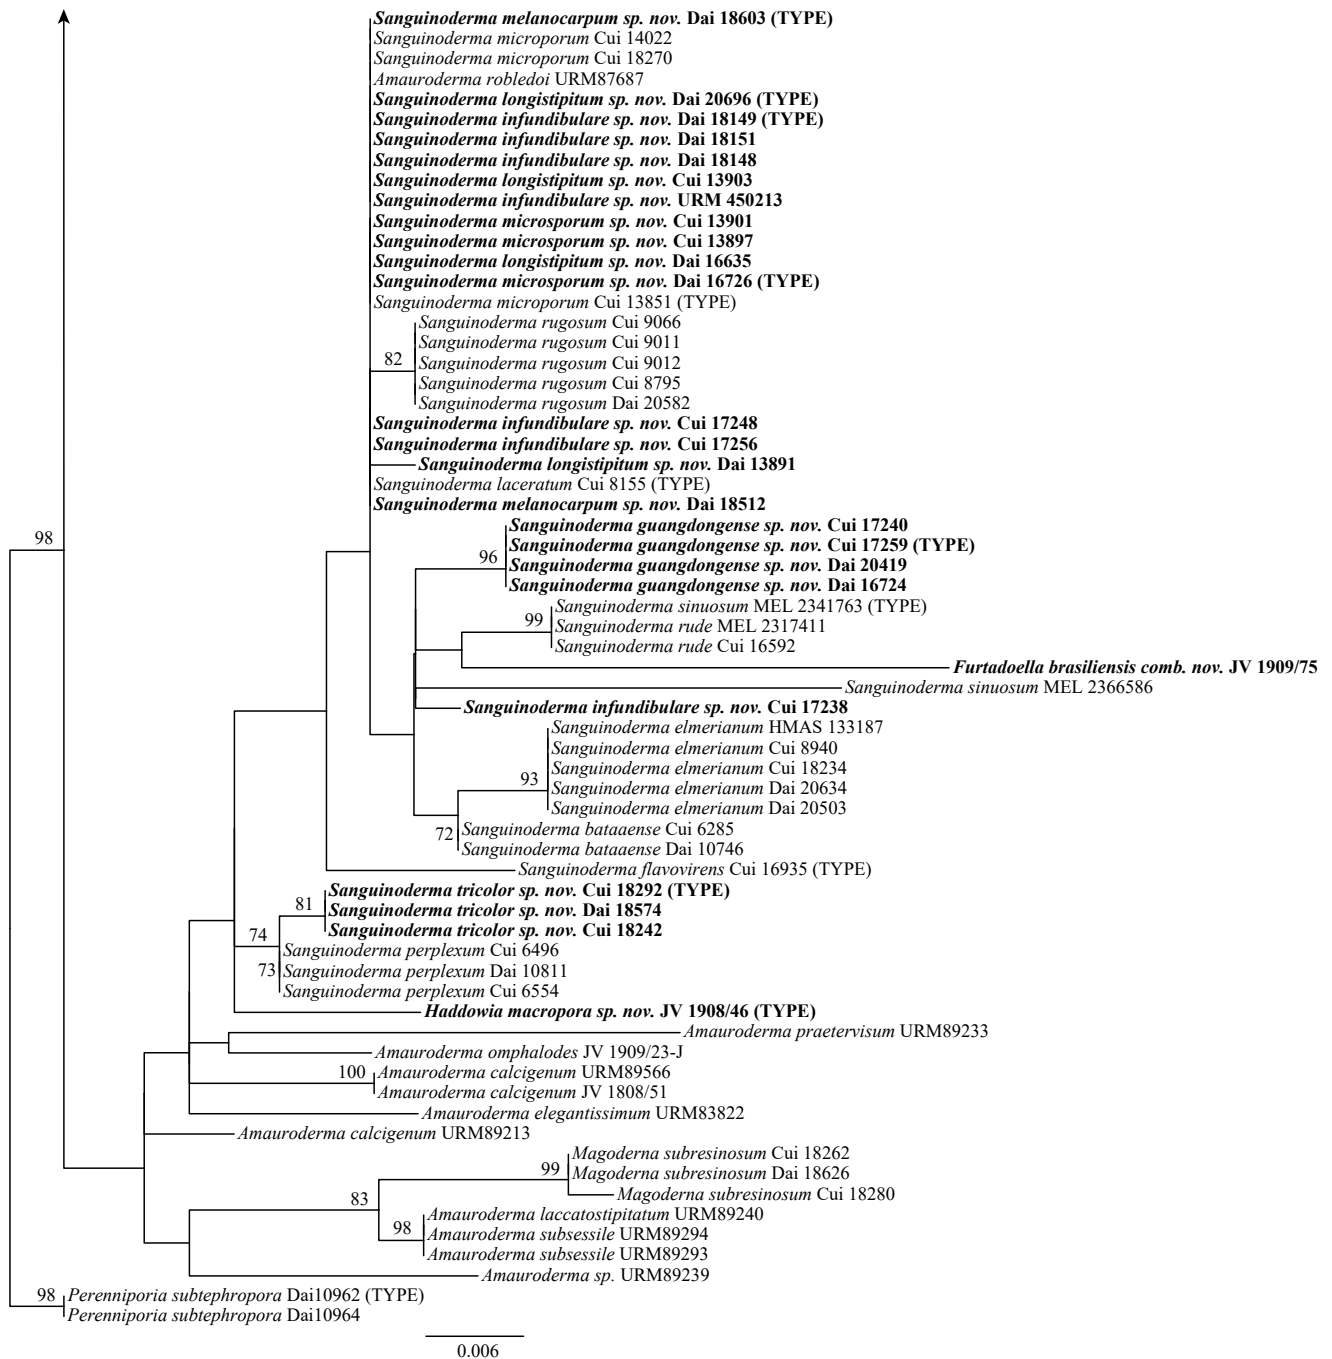 Sanguinoderma melanocarpum sp. nov. Dai 18603 (TYPE)
Sanguinoderma microporum Cui 14022
Sanguinoderma microporum Cui 18270
Amauroderma robledoi URM87687
Sanguinoderma longistipitum sp. nov. Dai 20696 (TYPE)
Sanguinoderma infundibulare sp. nov. Dai 18149 (TYPE)
Sanguinoderma infundibulare sp. nov. Dai 18151
Sanguinoderma infundibulare sp. nov. Dai 18148
Sanguinoderma longistipitum sp. nov. Cui 13903
Sanguinoderma infundibulare sp. nov. URM 450213
Sanguinoderma microsporum sp. nov. Cui 13901
Sanguinoderma microsporum sp. nov. Cui 13897
Sanguinoderma longistipitum sp. nov. Dai 16635
Sanguinoderma microsporum sp. nov. Dai 16726 (TYPE)
Sanguinoderma microporum Cui 13851 (TYPE)
Sanguinoderma rugosum Cui 9066
Sanguinoderma rugosum Cui 9011
82
Sanguinoderma rugosum Cui 9012
Sanguinoderma rugosum Cui 8795
Sanguinoderma rugosum Dai 20582
Sanguinoderma infundibulare sp. nov. Cui 17248
Sanguinoderma infundibulare sp. nov. Cui 17256
Sanguinoderma longistipitum sp. nov. Dai 13891
Sanguinoderma laceratum Cui 8155 (TYPE)
Sanguinoderma melanocarpum sp. nov. Dai 18512
Sanguinoderma guangdongense sp. nov. Cui 17240
98
Sanguinoderma guangdongense sp. nov. Cui 17259 (TYPE)
96
Sanguinoderma guangdongense sp. nov. Dai 20419
Sanguinoderma guangdongense sp. nov. Dai 16724
Sanguinoderma sinuosum MEL 2341763 (TYPE)
99
Sanguinoderma rude MEL 2317411
Sanguinoderma rude Cui 16592
Furtadoella brasiliensis comb. nov. JV 1909/75
Sanguinoderma sinuosum MEL 2366586
Sanguinoderma infundibulare sp. nov. Cui 17238
Sanguinoderma elmerianum HMAS 133187
Sanguinoderma elmerianum Cui 8940
Sanguinoderma elmerianum Cui 18234
93
Sanguinoderma elmerianum Dai 20634
Sanguinoderma elmerianum Dai 20503
72
Sanguinoderma bataaense Cui 6285
Sanguinoderma bataaense Dai 10746
Sanguinoderma flavovirens Cui 16935 (TYPE)
Sanguinoderma tricolor sp. nov. Cui 18292 (TYPE)
81
Sanguinoderma tricolor sp. nov. Dai 18574
Sanguinoderma tricolor sp. nov. Cui 18242
74
Sanguinoderma perplexum Cui 6496
73
Sanguinoderma perplexum Dai 10811
Sanguinoderma perplexum Cui 6554
Haddowia macropora sp. nov. JV 1908/46 (TYPE)
Amauroderma praetervisum URM89233
Amauroderma omphalodes JV 1909/23-J
100
Amauroderma calcigenum URM89566
Amauroderma calcigenum JV 1808/51
Amauroderma elegantissimum URM83822
Amauroderma calcigenum URM89213
Magoderna subresinosum Cui 18262
99
Magoderna subresinosum Dai 18626
Magoderna subresinosum Cui 18280
83
Amauroderma laccatostipitatum URM89240
98
Amauroderma subsessile URM89294
Amauroderma subsessile URM89293
Amauroderma sp. URM89239
98
Perenniporia subtephropora Dai10962 (TYPE)
Perenniporia subtephropora Dai10964
0.006